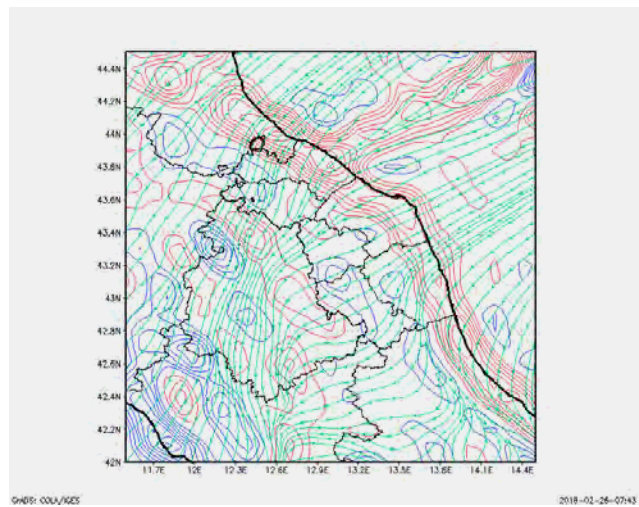 44.4N
44.2N
44N
43.8N
43.6N
43.4N
43.2N
43N
42.8N
42.6N
42.4N
42.2N
42N
11.7E 12E 12.3E 12.6E 12.9E 13.2E 13.5E 13.8E 14.1E 14.4E
GrADS: COLA/IGES 2018-02-26-07:43